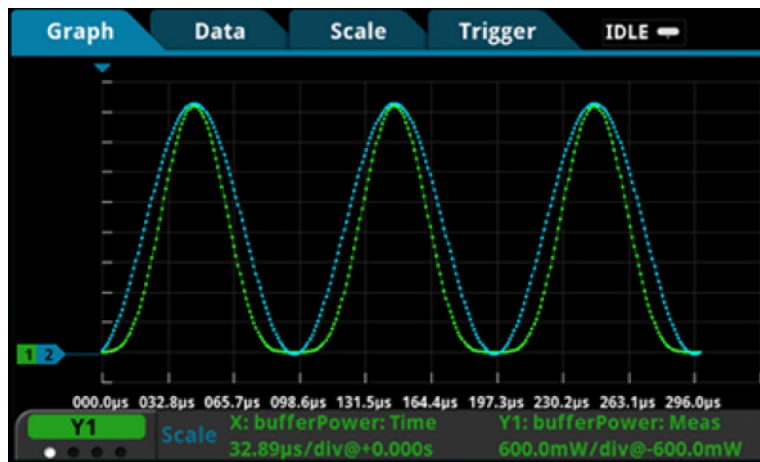 Graph Data Scale Trigger IDLE
1 2
000.0µs 032.8µs 065.7µs 098.6µs 131.5µs 164.4µs 197.3µs 230.2µs 263.1µs 296.0µs
Y1 Scale X: bufferPower: Time Y1: bufferPower: Meas
32.89µs/div@+0.000s 600.0mW/div@-600.0mW